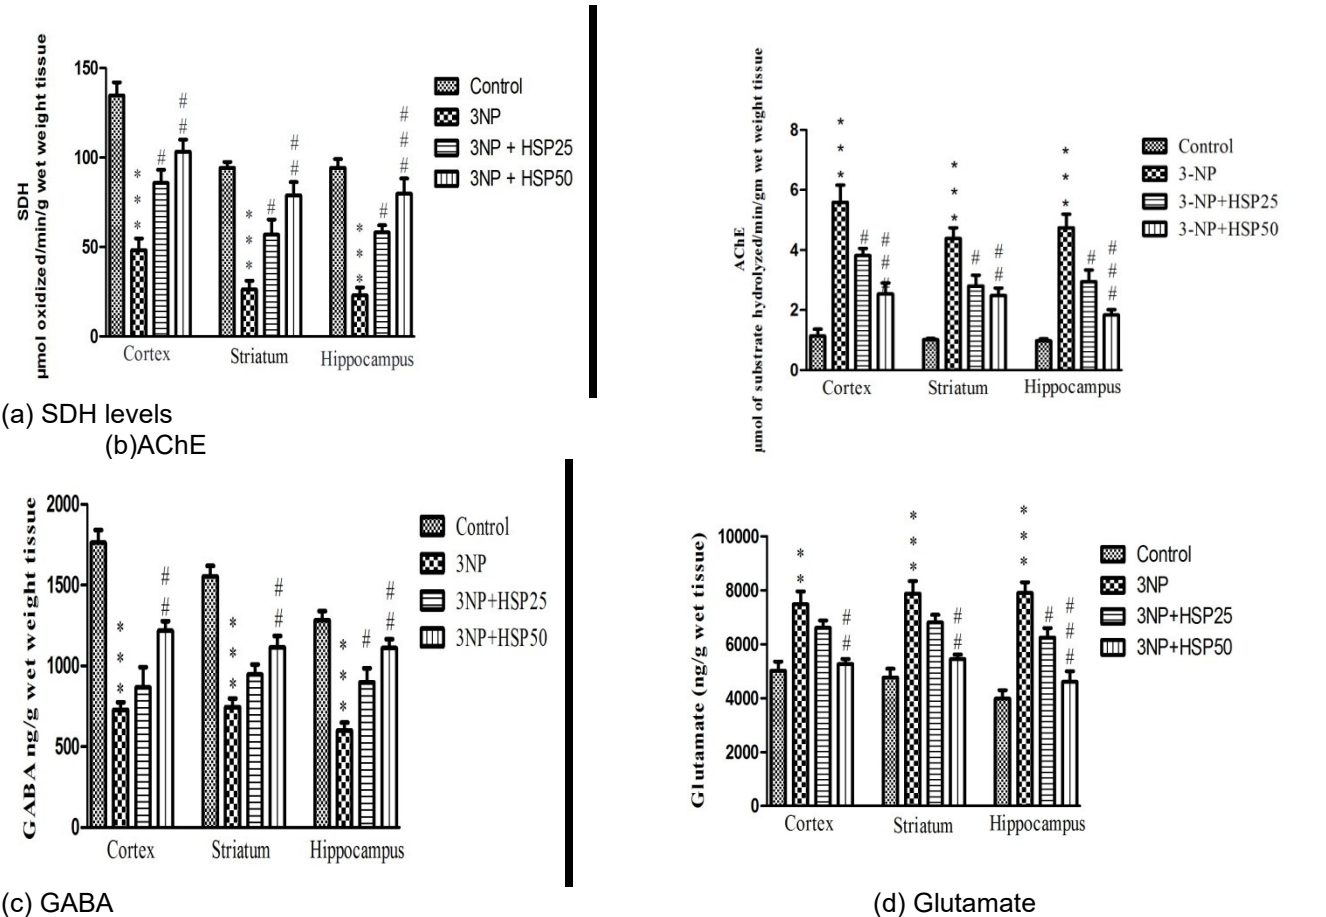 SDH
µmol oxidized/min/g wet weight tissue
150
100
50
0
* * *
#
# #
* * *
#
# #
* * *
#
# # #
Cortex
Striatum
Hippocampus
Control
3NP
3NP + HSP25
3NP + HSP50
AChE
µmol of substrate hydrolyzed/min/gm wet weight tissue
8
6
4
2
0
* * *
#
# # #
* * *
#
# #
* * *
#
# # #
Cortex
Striatum
Hippocampus
Control
3-NP
3-NP+HSP25
3-NP+HSP50
(a) SDH levels
(b)AChE
GABA ng/g wet weight tissue
2000
1500
1000
500
0
* * *
# #
* * *
# #
* * *
#
# #
Cortex
Striatum
Hippocampus
Control
3NP
3NP+HSP25
3NP+HSP50
Glutamate (ng/g wet tissue)
10000
8000
6000
4000
2000
0
* *
# #
* * *
# #
* * *
#
# # #
Cortex
Striatum
Hippocampus
Control
3NP
3NP+HSP25
3NP+HSP50
(c) GABA
(d) Glutamate